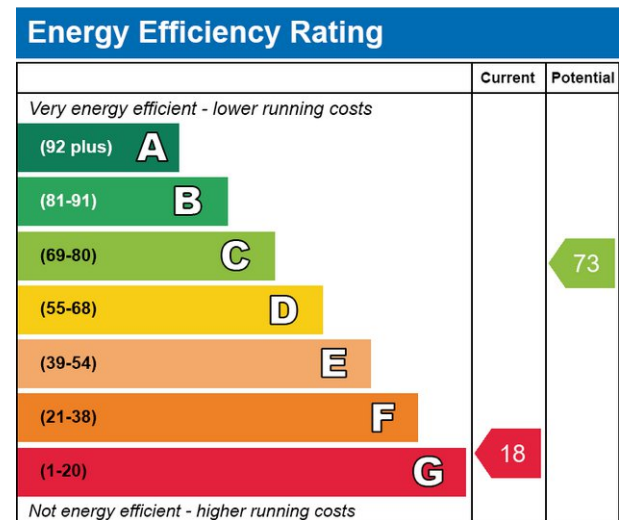 Energy Efficiency Rating
Current Potential
Very energy efficient - lower running costs
(92 plus) A
(81-91) B
(69-80) C
73
(55-68) D
(39-54) E
(21-38) F
(1-20) G
18
Not energy efficient - higher running costs